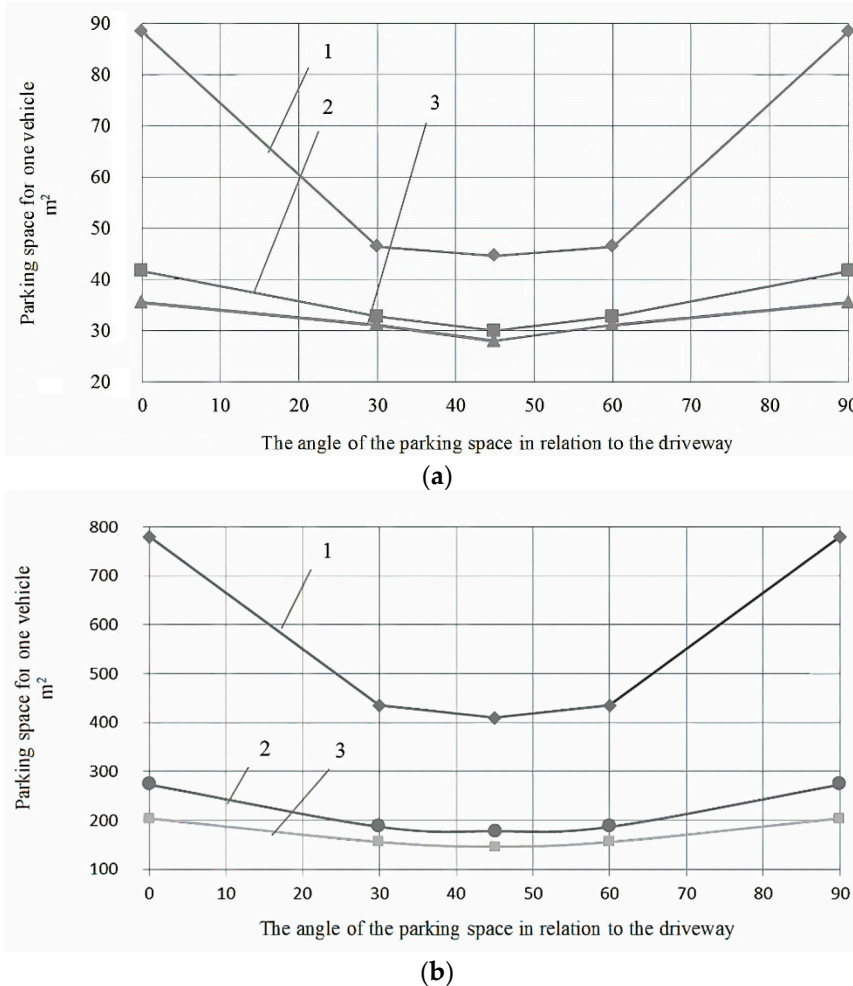 90
80
70
60
50
40
30
20
Parking space for one vehicle
m²
1
2
3
0 10 20 30 40 50 60 70 80 90
The angle of the parking space in relation to the driveway
(a)
800
700
600
500
400
300
200
100
Parking space for one vehicle
m²
1
2
3
0 10 20 30 40 50 60 70 80 90
The angle of the parking space in relation to the driveway
(b)